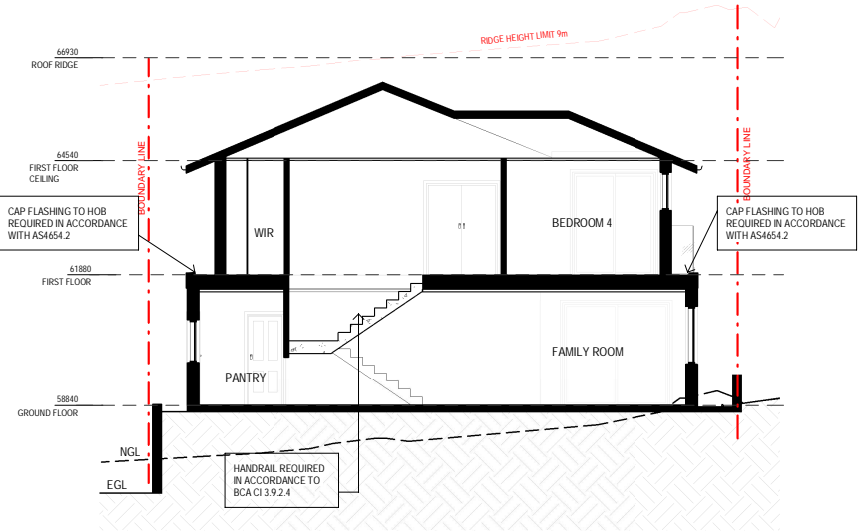 RIDGE HEIGHT LIMIT 9m
66930
ROOF RIDGE
BOUNDARY LINE
BOUNDARY LINE
64540
FIRST FLOOR
CEILING
CAP FLASHING TO HOB
REQUIRED IN ACCORDANCE
WITH AS4654.2
CAP FLASHING TO HOB
REQUIRED IN ACCORDANCE
WITH AS4654.2
WIR
BEDROOM 4
61880
FIRST FLOOR
FAMILY ROOM
PANTRY
58840
GROUND FLOOR
NGL
EGL
HANDRAIL REQUIRED
IN ACCORDANCE TO
BCA Cl 3.9.2.4